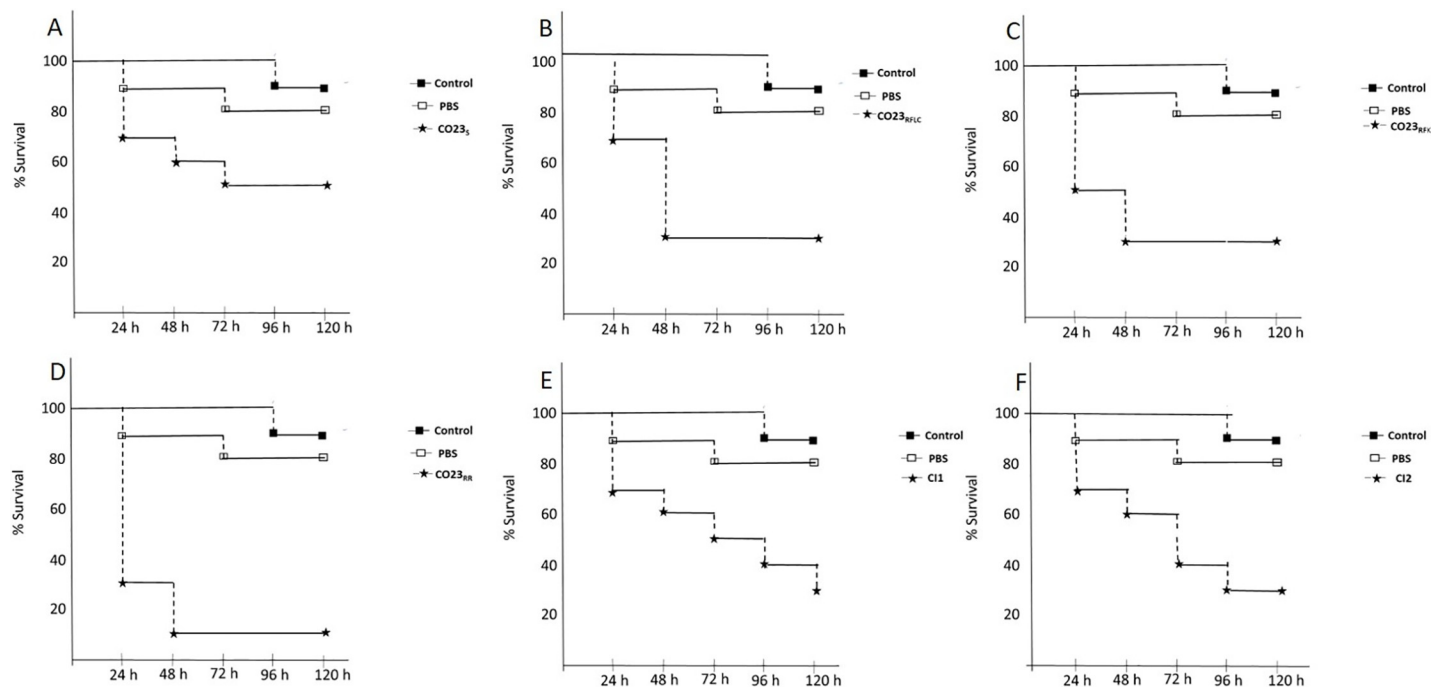 A
% Survival
100
80
60
40
20
24 h 48 h 72 h 96 h 120 h
Control
PBS
CO23S
B
% Survival
100
80
60
40
20
24 h 48 h 72 h 96 h 120 h
Control
PBS
CO23RFLC
C
% Survival
100
80
60
40
20
24 h 48 h 72 h 96 h 120 h
Control
PBS
CO23RFK
D
% Survival
100
80
60
40
20
24 h 48 h 72 h 96 h 120 h
Control
PBS
CO23RR
E
% Survival
100
80
60
40
20
24 h 48 h 72 h 96 h 120 h
Control
PBS
CI1
F
% Survival
100
80
60
40
20
24 h 48 h 72 h 96 h 120 h
Control
PBS
CI2